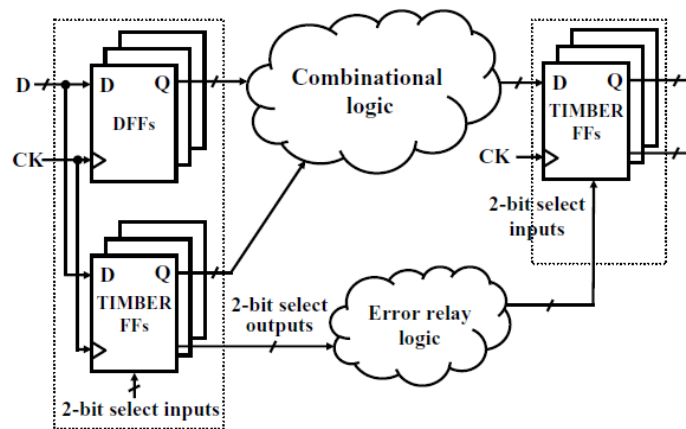 D
D Q
DFFs
CK
Combinational
logic
D Q
TIMBER
FFs
CK
2-bit select
inputs
D Q
TIMBER
FFs
2-bit select
outputs
Error relay
logic
2-bit select inputs